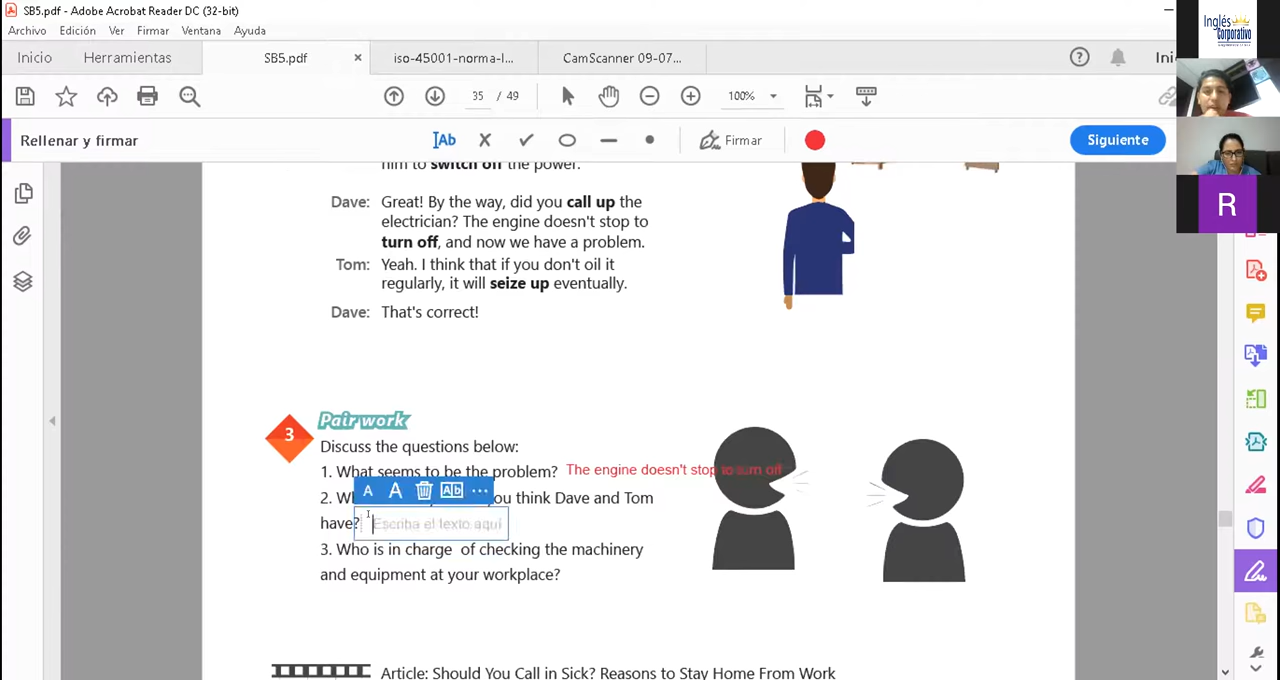 SB5.pdf - Adobe Acrobat Reader DC (32-bit)
Archivo Edición Ver Firmar Ventana Ayuda
Inicio Herramientas SB5.pdf × iso-45001-norma-l... CamScanner 09-07... Ini
35 / 49 100%
Rellenar y firmar Ab Firmar Siguiente
him to switch off the power.
Dave: Great! By the way, did you call up the
electrician? The engine doesn't stop to
turn off, and now we have a problem.
Tom: Yeah. I think that if you don't oil it
regularly, it will seize up eventually.
Dave: That's correct!
3
Pair work
Discuss the questions below:
1. What seems to be the problem? The engine doesn't stop to turn off
A A Ab ...
2. you think Dave and Tom
have? Escriba el texto aquí
3. Who is in charge of checking the machinery
and equipment at your workplace?
Article: Should You Call in Sick? Reasons to Stay Home From Work
Inglés
Corporativo
R